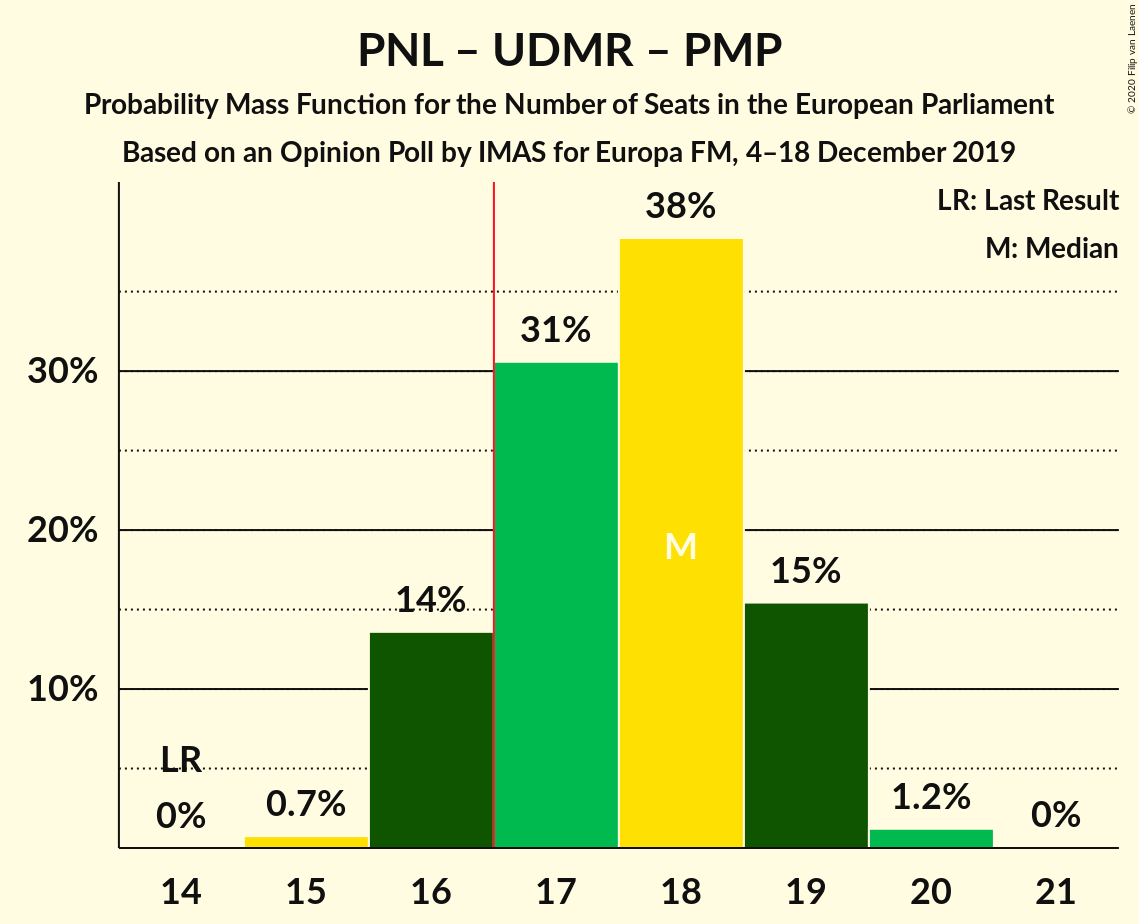 PNL – UDMR – PMP
Probability Mass Function for the Number of Seats in the European Parliament
Based on an Opinion Poll by IMAS for Europa FM, 4–18 December 2019
© 2020 Filip van Laenen
LR: Last Result
M: Median
38%
31%
30%
20%
M
15%
14%
10%
LR
0%
0.7%
1.2%
0%
14 15 16 17 18 19 20 21